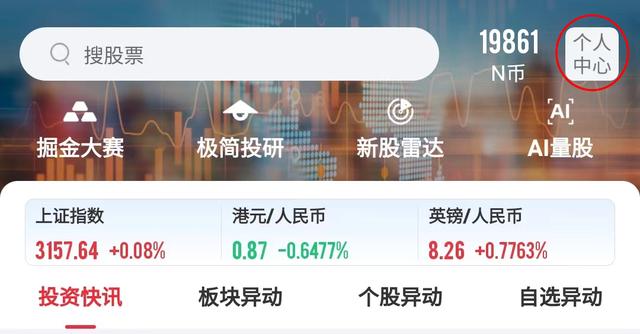 搜股票
19861
N币
个人
中心
掘金大赛
极简投研
新股雷达
AI
AI量股
上证指数
港元/人民币
英镑/人民币
3157.64 +0.08%
0.87 -0.6477%
8.26 +0.7763%
投资快讯
板块异动
个股异动
自选异动